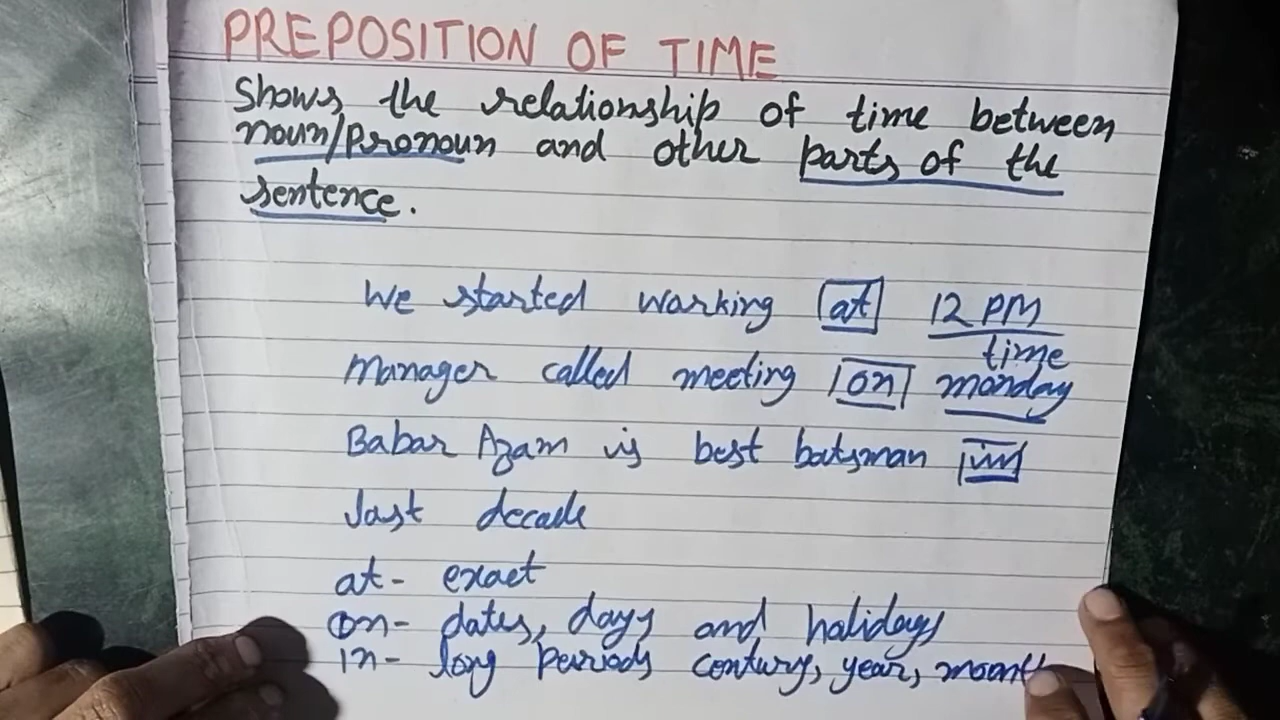 PREPOSITION OF TIME
Shows the relationship of time between
noun/pronoun and other parts of the
sentence.
We started working at 12 PM
time
Manager called meeting on monday
Babar Azam is best batsman in
last decade
at- exact
on- dates, days and halidays
in- long periods century, year, moonth